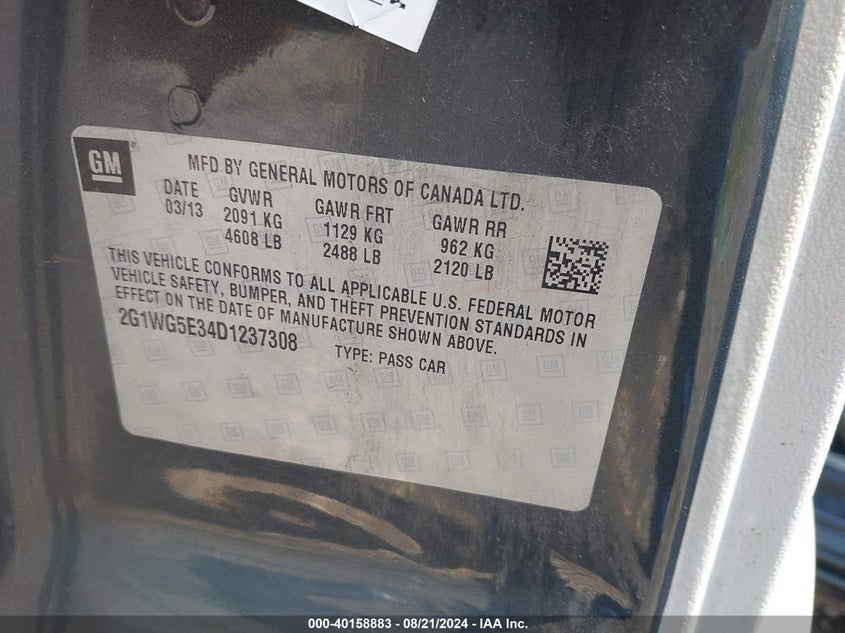 GM
MFD BY GENERAL MOTORS OF CANADA LTD.
DATE GVWR GAWR FRT GAWR RR
03/13 2091 KG 1129 KG 962 KG
4608 LB 2488 LB 2120 LB
THIS VEHICLE CONFORMS TO ALL APPLICABLE U.S. FEDERAL MOTOR
VEHICLE SAFETY, BUMPER, AND THEFT PREVENTION STANDARDS IN
EFFECT ON THE DATE OF MANUFACTURE SHOWN ABOVE.
2G1WG5E34D1237308 TYPE: PASS CAR
000-40158883 - 08/21/2024 - IAA Inc.